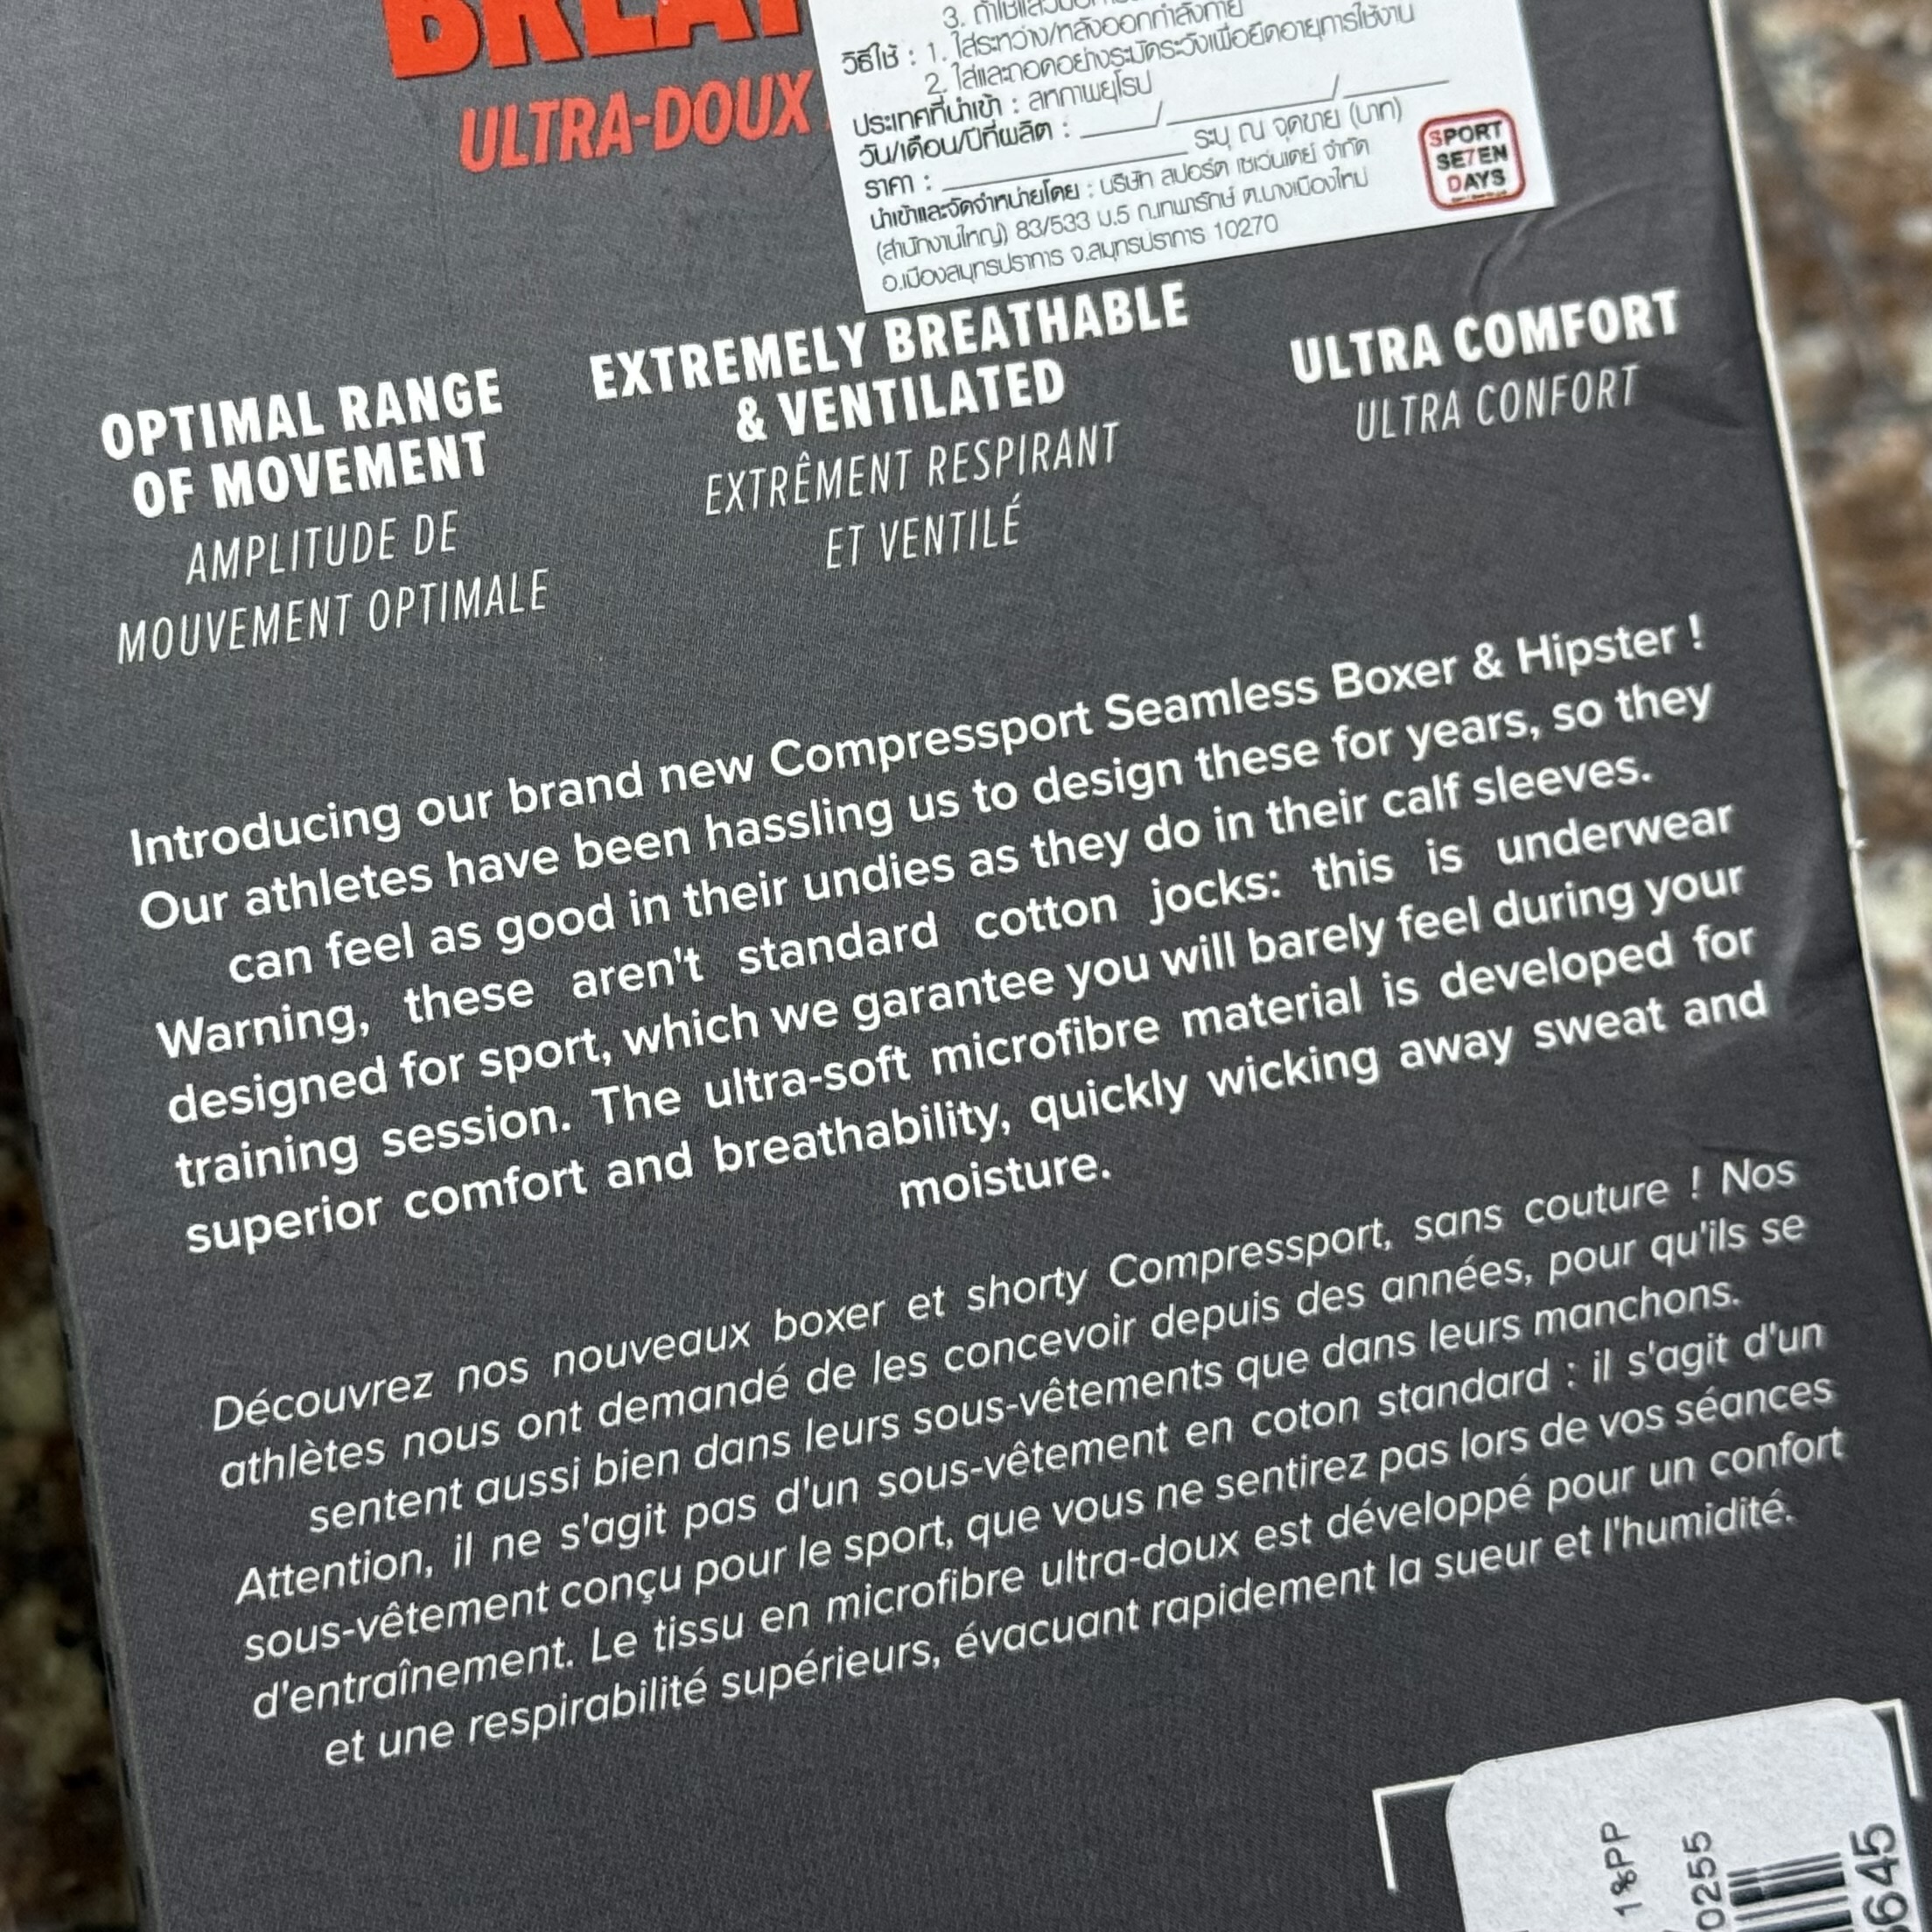 ULTRA-DOUX
วิธีใช้ : 1. ใส่ระหว่าง/หลังออกกำลังกาย
2. ใส่และถอดอย่างระมัดระวังเพื่อยืดอายุการใช้งาน
ประเทศที่นำเข้า : สหภาพยุโรป
วัน/เดือน/ปีที่ผลิต : ____/__________/______
ราคา : ______________ ระบุ ณ จุดขาย (บาท)
นำเข้าและจัดจำหน่ายโดย : บริษัท สปอร์ต เซเว่นเดย์ จำกัด
(สำนักงานใหญ่) 83/533 ม.5 ถ.เทพารักษ์ ต.บางเมืองใหม่
อ.เมืองสมุทรปราการ จ.สมุทรปราการ 10270
SPORT
SE7EN
DAYS
OPTIMAL RANGE
OF MOVEMENT
AMPLITUDE DE
MOUVEMENT OPTIMALE
EXTREMELY BREATHABLE
& VENTILATED
EXTRÊMENT RESPIRANT
ET VENTILÉ
ULTRA COMFORT
ULTRA CONFORT
Introducing our brand new Compressport Seamless Boxer & Hipster !
Our athletes have been hassling us to design these for years, so they
can feel as good in their undies as they do in their calf sleeves.
Warning, these aren't standard cotton jocks: this is underwear
designed for sport, which we garantee you will barely feel during your
training session. The ultra-soft microfibre material is developed for
superior comfort and breathability, quickly wicking away sweat and
moisture.
Découvrez nos nouveaux boxer et shorty Compressport, sans couture ! Nos
athlètes nous ont demandé de les concevoir depuis des années, pour qu'ils se
sentent aussi bien dans leurs sous-vêtements que dans leurs manchons.
Attention, il ne s'agit pas d'un sous-vêtement en coton standard : il s'agit d'un
sous-vêtement conçu pour le sport, que vous ne sentirez pas lors de vos séances
d'entraînement. Le tissu en microfibre ultra-doux est développé pour un confort
et une respirabilité supérieurs, évacuant rapidement la sueur et l'humidité.
1%PP
0255
645